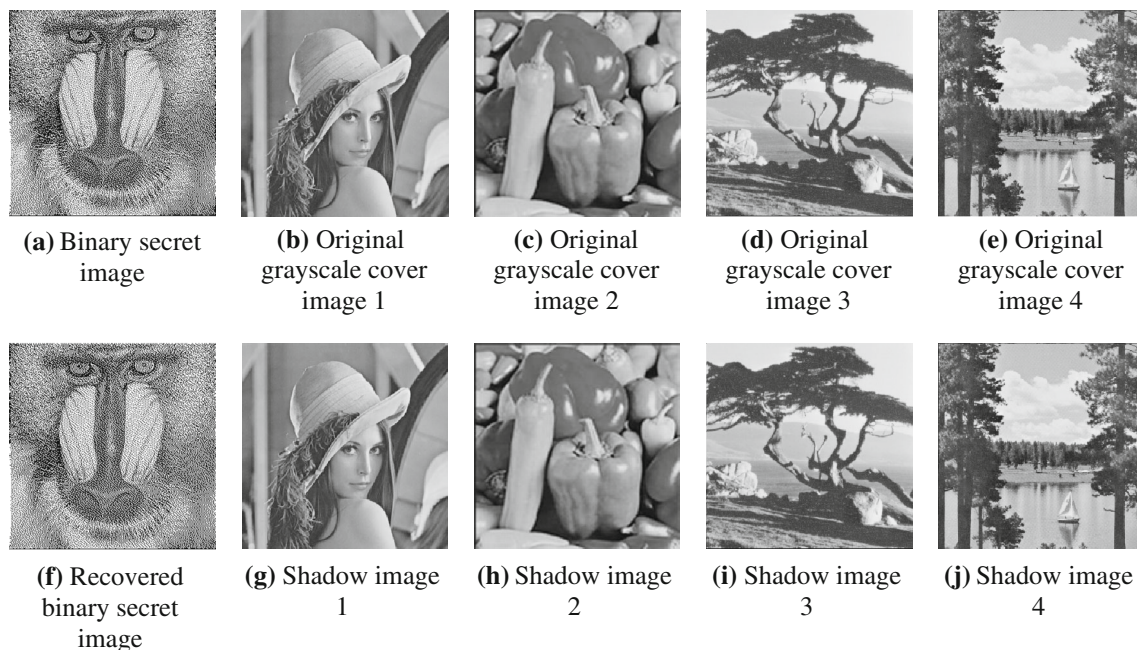 (a) Binary secret
image
(b) Original
grayscale cover
image 1
(c) Original
grayscale cover
image 2
(d) Original
grayscale cover
image 3
(e) Original
grayscale cover
image 4
(f) Recovered
binary secret
image
(g) Shadow image
1
(h) Shadow image
2
(i) Shadow image
3
(j) Shadow image
4